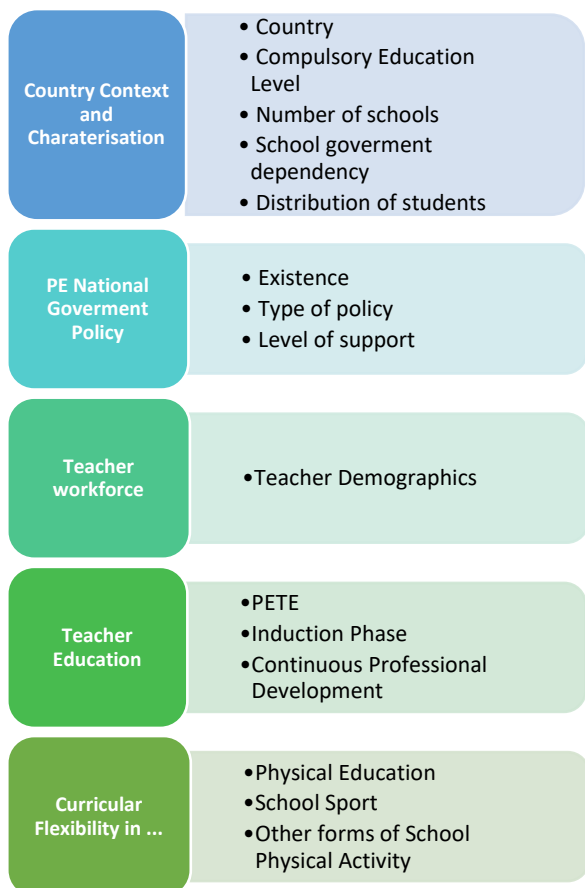 Country Context
and
Charaterisation
• Country
• Compulsory Education
Level
• Number of schools
• School goverment
dependency
• Distribution of students
PE National
Goverment
Policy
• Existence
• Type of policy
• Level of support
Teacher
workforce
•Teacher Demographics
Teacher
Education
•PETE
•Induction Phase
•Continuous Professional
Development
Curricular
Flexibility in ...
•Physical Education
•School Sport
•Other forms of School
Physical Activity